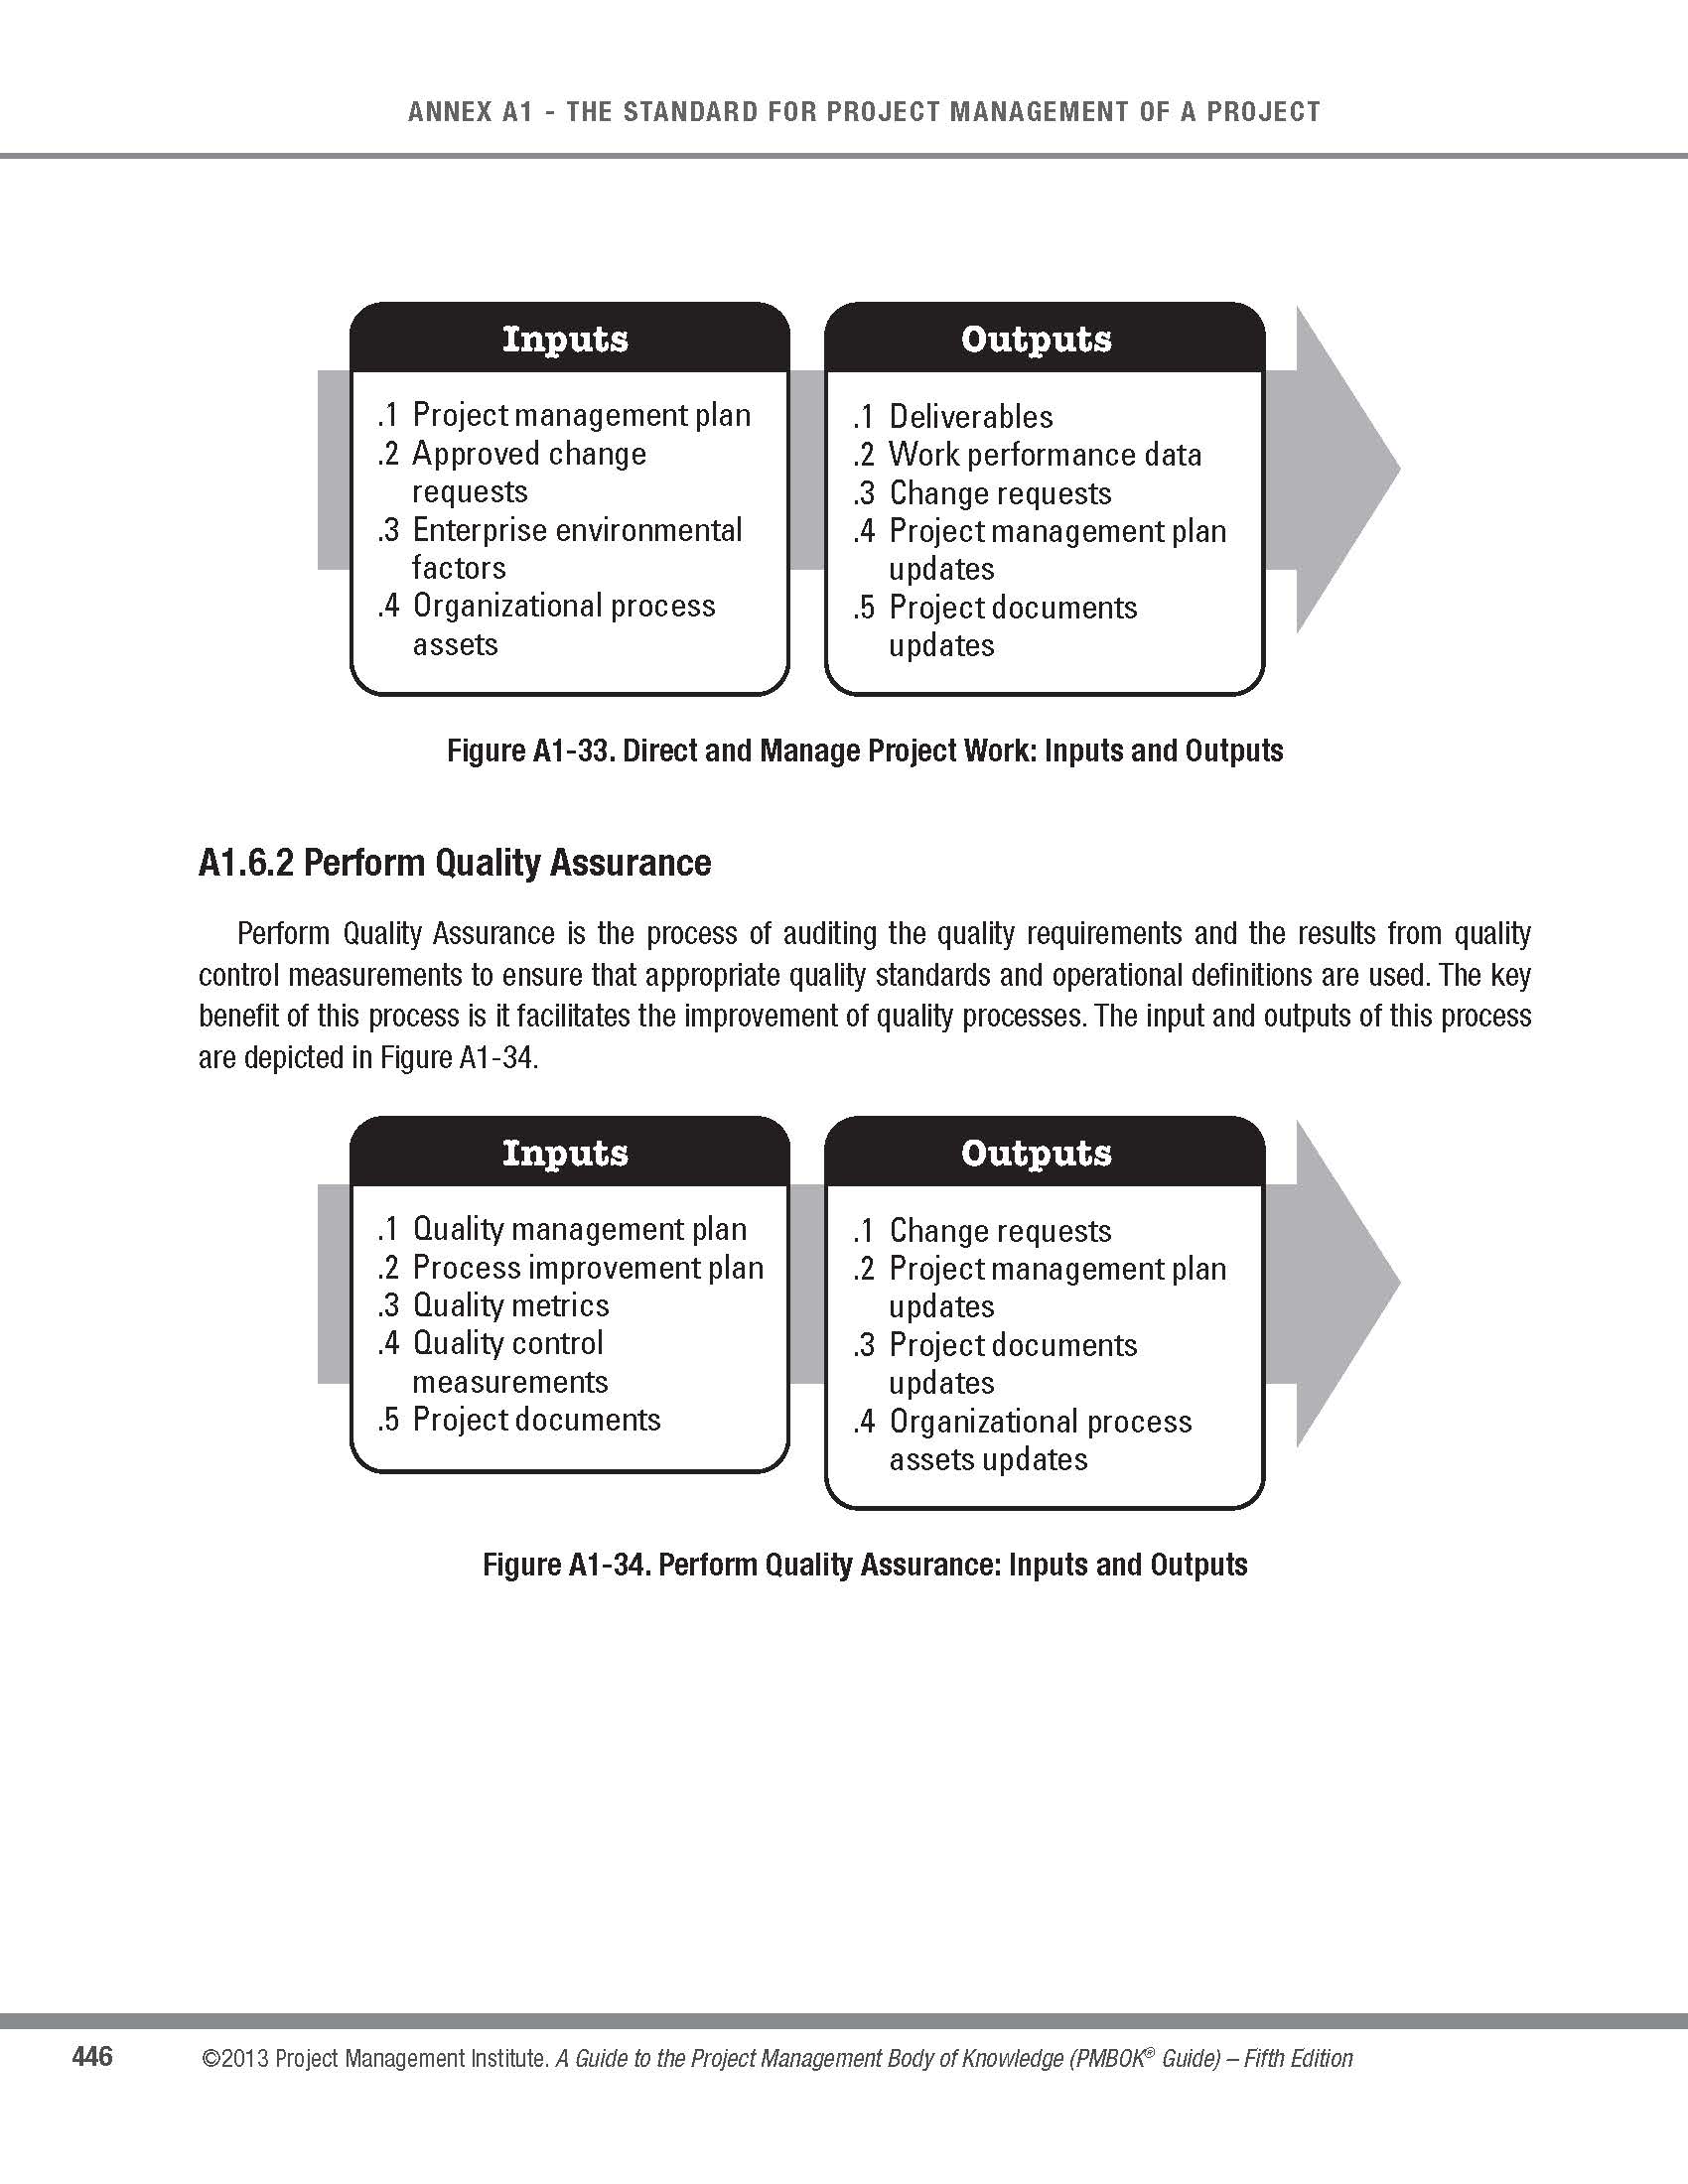 ANNEX A1 - THE STANDARD FOR PROJECT MANAGEMENT OF A PROJECT
Inputs
.1 Project management plan
.2 Approved change
requests
.3 Enterprise environmental
factors
.4 Organizational process
assets
Outputs
.1 Deliverables
.2 Work performance data
.3 Change requests
.4 Project management plan
updates
.5 Project documents
updates
Figure A1-33. Direct and Manage Project Work: Inputs and Outputs
A1.6.2 Perform Quality Assurance
Perform Quality Assurance is the process of auditing the quality requirements and the results from quality
control measurements to ensure that appropriate quality standards and operational definitions are used. The key
benefit of this process is it facilitates the improvement of quality processes. The input and outputs of this process
are depicted in Figure A1-34.
Inputs
.1 Quality management plan
.2 Process improvement plan
.3 Quality metrics
.4 Quality control
measurements
.5 Project documents
Outputs
.1 Change requests
.2 Project management plan
updates
.3 Project documents
updates
.4 Organizational process
assets updates
Figure A1-34. Perform Quality Assurance: Inputs and Outputs
446 ©2013 Project Management Institute. A Guide to the Project Management Body of Knowledge (PMBOK® Guide) – Fifth Edition